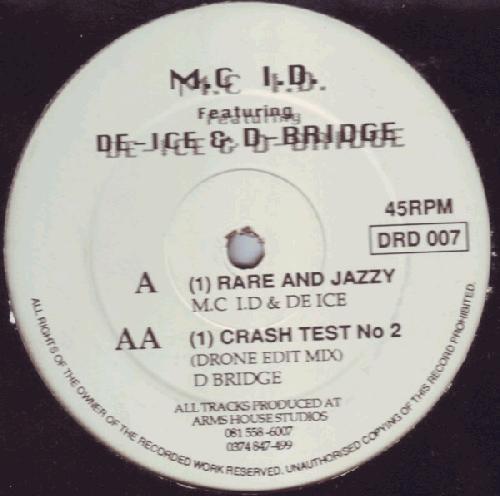 M.C I.D.
Featuring
DE-ICE & D-BRIDGE
45RPM
DRD 007
A (1) RARE AND JAZZY
M.C I.D & DE ICE
AA (1) CRASH TEST No 2
(DRONE EDIT MIX)
D BRIDGE
ALL TRACKS PRODUCED AT
ARMS HOUSE STUDIOS
081 558 -6007
0374 847-499
ALL RIGHTS OF THE OWNER OF THE RECORDED WORK RESERVED. UNAUTHORISED COPYING OF THIS RECORD PROHIBITED.